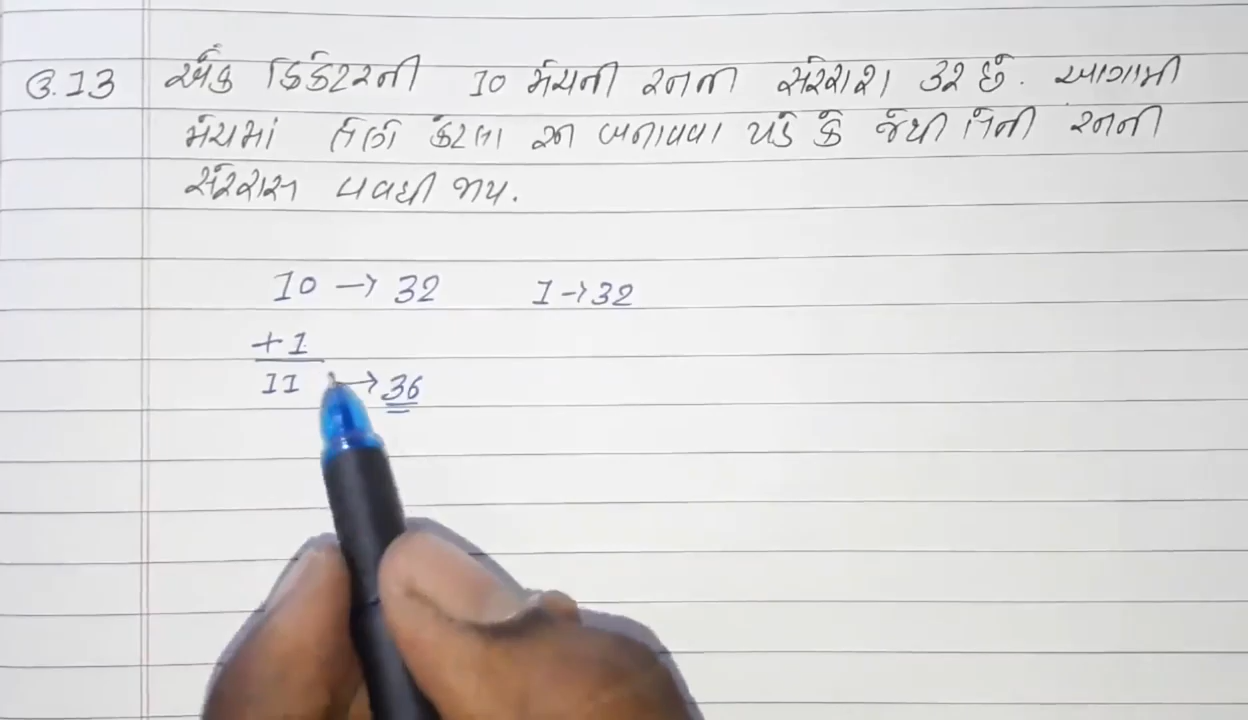 Q.13 એક ક્રિકેટરની 10 મેચની રનના સરેરાશ 32 છે. આગામી
મેચમાં તેણે કેટલા રન બનાવવા પડે કે જેથી તેની રનની
સરેરાશ 4 વધી જાય.
10 → 32 1 → 32
+1
11 → 36